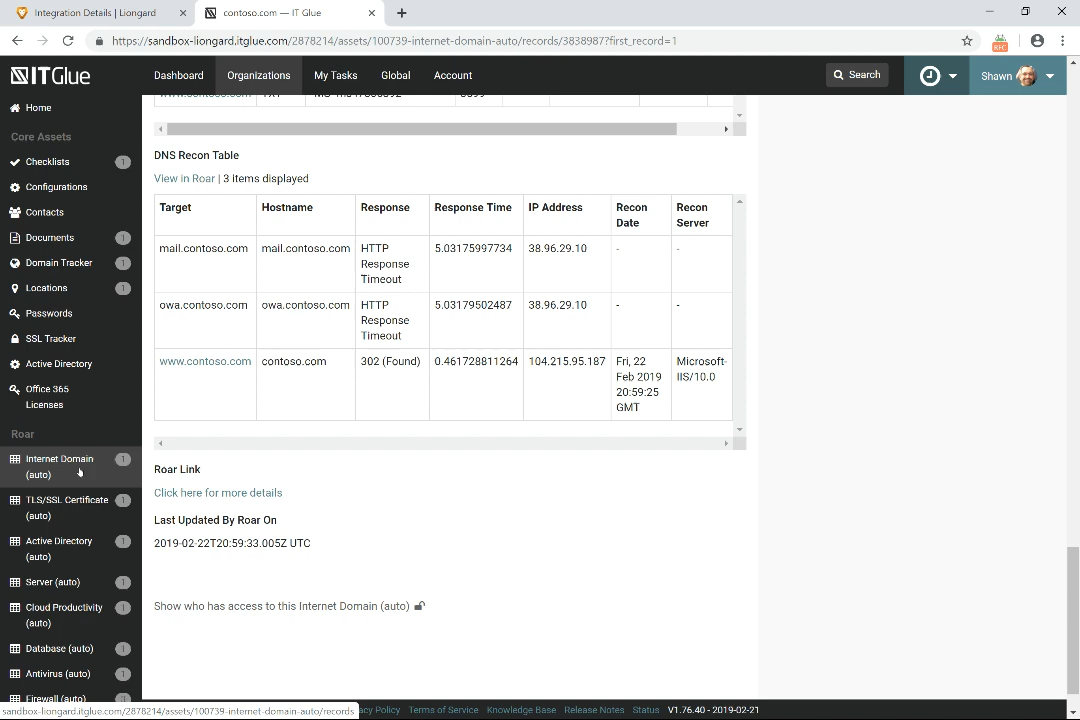 Integration Details | Liongard
contoso.com — IT Glue
https://sandbox-liongard.itglue.com/2878214/assets/100739-internet-domain-auto/records/3838987?first_record=1
REC
ITGlue
Dashboard
Organizations
My Tasks
Global
Account
Search
Shawn
Home
Core Assets
Checklists 1
Configurations
Contacts
Documents 1
Domain Tracker 1
Locations 1
Passwords
SSL Tracker
Active Directory
Office 365
Licenses
Roar
Internet Domain 1
(auto)
TLS/SSL Certificate 1
(auto)
Active Directory 1
(auto)
Server (auto) 1
Cloud Productivity 1
(auto)
Database (auto) 1
Antivirus (auto) 1
Firewall (auto) 1
sandbox-liongard.itglue.com/2878214/assets/100739-internet-domain-auto/records
www.contoso.com TXT
DNS Recon Table
View in Roar | 3 items displayed
Target Hostname Response Response Time IP Address Recon Date Recon Server
mail.contoso.com mail.contoso.com HTTP Response Timeout 5.03175997734 38.96.29.10 - -
owa.contoso.com owa.contoso.com HTTP Response Timeout 5.03179502487 38.96.29.10 - -
www.contoso.com contoso.com 302 (Found) 0.461728811264 104.215.95.187 Fri, 22 Feb 2019 20:59:25 GMT Microsoft-IIS/10.0
Roar Link
Click here for more details
Last Updated By Roar On
2019-02-22T20:59:33.005Z UTC
Show who has access to this Internet Domain (auto)
acy Policy Terms of Service Knowledge Base Release Notes Status V1.76.40 - 2019-02-21